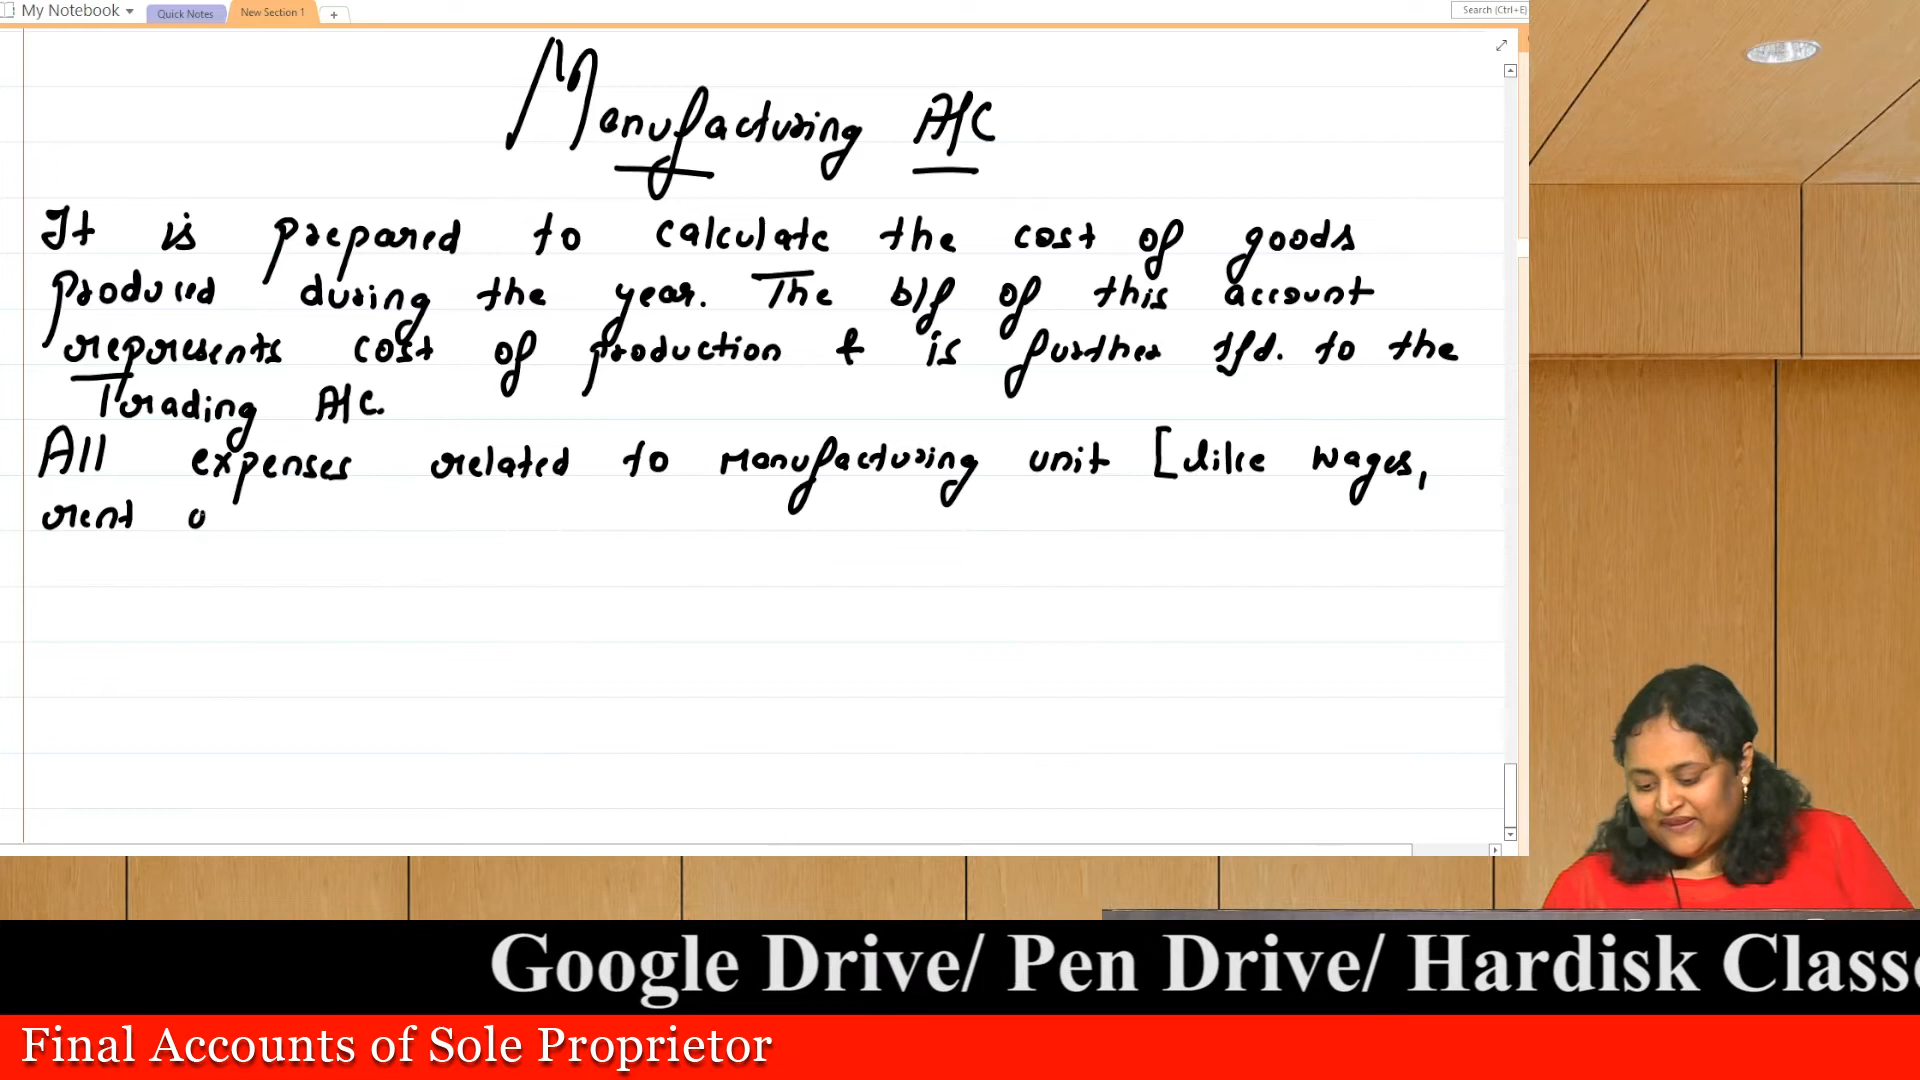 My Notebook
Quick Notes
New Section 1
+
Search (Ctrl+E)
Manufacturing A/C
It is prepared to calculate the cost of goods
produced during the year. The b/f of this account
represents cost of production & is further tfd. to the
Trading A/C.
All expenses related to manufacturing unit [like wages,
rent o
Google Drive/ Pen Drive/ Hardisk Classe
Final Accounts of Sole Proprietor